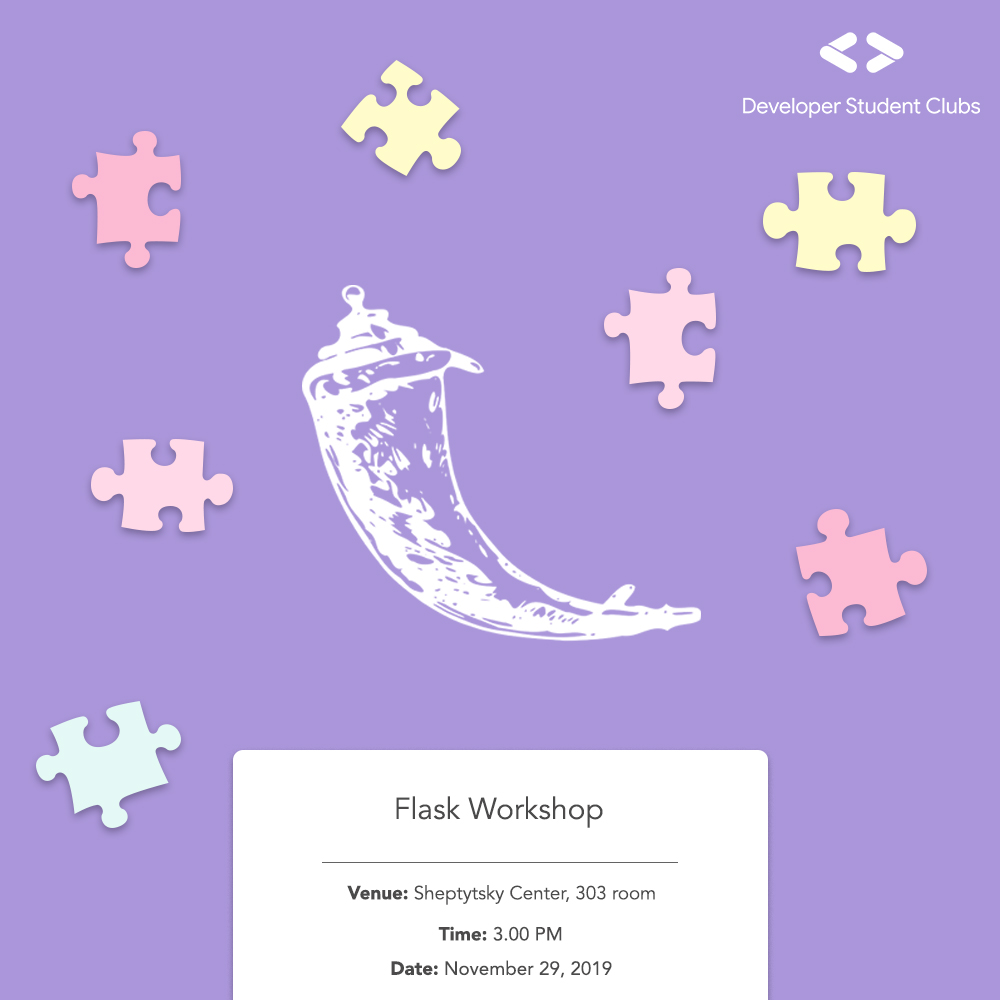 Developer Student Clubs
Flask Workshop
Venue: Sheptytsky Center, 303 room
Time: 3.00 PM
Date: November 29, 2019